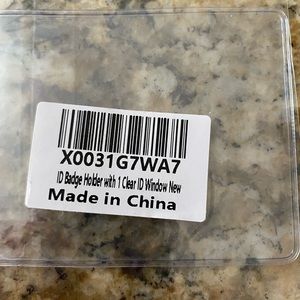 X0031G7WA7
ID Badge Holder with 1 Clear ID Window New
Made in China